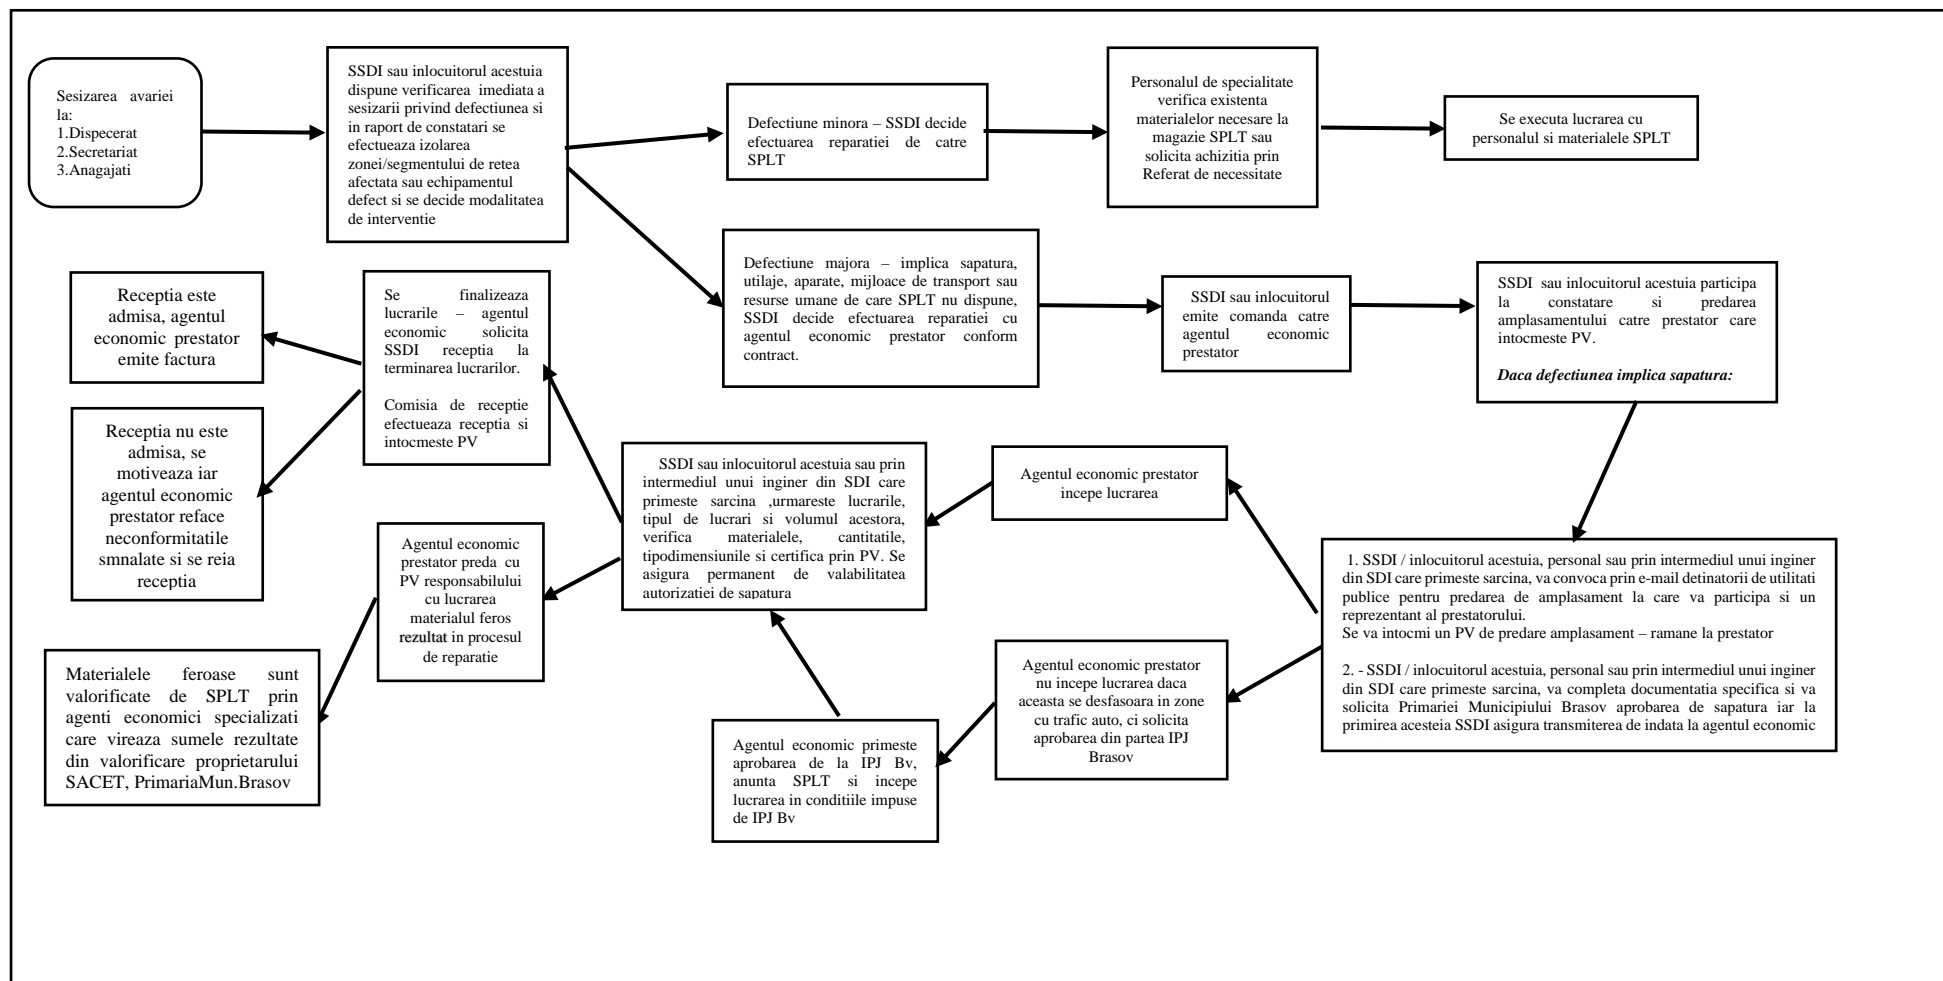 Sesizarea avariei
la:
1.Dispecerat
2.Secretariat
3.Anagajati
SSDI sau inlocuitorul acestuia
dispune verificarea imediata a
sesizarii privind defectiunea si
in raport de constatari se
efectueaza izolarea
zonei/segmentului de retea
afectata sau echipamentul
defect si se decide modalitatea
de interventie
Defectiune minora – SSDI decide
efectuarea reparatiei de catre
SPLT
Personalul de specialitate
verifica existenta
materialelor necesare la
magazie SPLT sau
solicita achizitia prin
Referat de necessitate
Se executa lucrarea cu
personalul si materialele SPLT
Defectiune majora – implica sapatura,
utilaje, aparate, mijloace de transport sau
resurse umane de care SPLT nu dispune,
SSDI decide efectuarea reparatiei cu
agentul economic prestator conform
contract.
SSDI sau inlocuitorul
emite comanda catre
agentul economic
prestator
SSDI sau inlocuitorul acestuia participa
la constatare si predarea
amplasamentului catre prestator care
intocmeste PV.
Daca defectiunea implica sapatura:
1. SSDI / inlocuitorul acestuia, personal sau prin intermediul unui inginer
din SDI care primeste sarcina, va convoca prin e-mail detinatorii de utilitati
publice pentru predarea de amplasament la care va participa si un
reprezentant al prestatorului.
Se va intocmi un PV de predare amplasament – ramane la prestator
2. - SSDI / inlocuitorul acestuia, personal sau prin intermediul unui inginer
din SDI care primeste sarcina, va completa documentatia specifica si va
solicita Primariei Municipiului Brasov aprobarea de sapatura iar la
primirea acesteia SSDI asigura transmiterea de indata la agentul economic
Agentul economic prestator
incepe lucrarea
Agentul economic prestator
nu incepe lucrarea daca
aceasta se desfasoara in zone
cu trafic auto, ci solicita
aprobarea din partea IPJ
Brasov
Agentul economic primeste
aprobarea de la IPJ Bv,
anunta SPLT si incepe
lucrarea in conditiile impuse
de IPJ Bv
SSDI sau inlocuitorul acestuia sau prin
intermediul unui inginer din SDI care
primeste sarcina ,urmareste lucrarile,
tipul de lucrari si volumul acestora,
verifica materialele, cantitatile,
tipodimensiunile si certifica prin PV. Se
asigura permanent de valabilitatea
autorizatiei de sapatura
Se finalizeaza
lucrarile – agentul
economic solicita
SSDI receptia la
terminarea lucrarilor.
Comisia de receptie
efectueaza receptia si
intocmeste PV
Receptia este
admisa, agentul
economic prestator
emite factura
Receptia nu este
admisa, se
motiveaza iar
agentul economic
prestator reface
neconformitatile
smnalate si se reia
receptia
Agentul economic
prestator preda cu
PV responsabilului
cu lucrarea
materialul feros
rezultat in procesul
de reparatie
Materialele feroase sunt
valorificate de SPLT prin
agenti economici specializati
care vireaza sumele rezultate
din valorificare proprietarului
SACET, PrimariaMun.Brasov